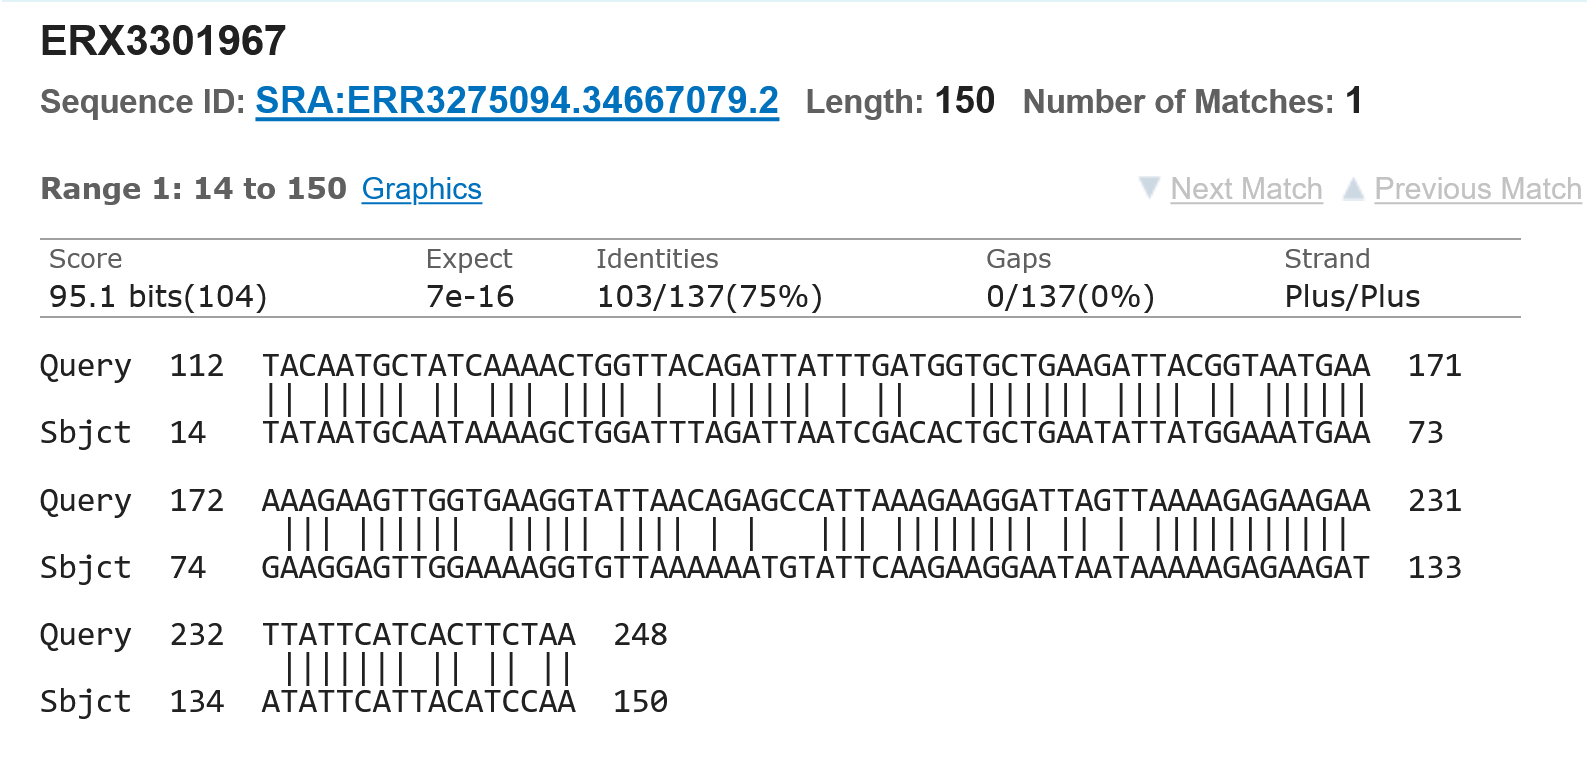 ERX3301967
Sequence ID: SRA:ERR3275094.34667079.2 Length: 150 Number of Matches: 1
Range 1: 14 to 150 Graphics ▼ Next Match ▲ Previous Match
Score Expect Identities Gaps Strand
95.1 bits(104) 7e-16 103/137(75%) 0/137(0%) Plus/Plus
Query 112 TACAATGCTATCAAAACTGGTTACAGATTATTTGATGGTGCTGAAGATTACGGTAATGAA 171
|| ||||| || ||| |||| | |||||| | || ||||||| |||| || ||||||
Sbjct 14 TATAATGCAATAAAAGCTGGATTTAGATTAATCGACACTGCTGAATATTATGGAAATGAA 73
Query 172 AAAGAAGTTGGTGAAGGTATTAACAGAGCCATTAAAGAAGGATTAGTTAAAAGAGAAGAA 231
||| |||||| ||||| |||| | | ||| |||||||| || | |||||||||||
Sbjct 74 GAAGGAGTTGGAAAAGGTGTTAAAAAATGTATTCAAGAAGGAATAATAAAAAGAGAAGAT 133
Query 232 TTATTCATCACTTCTAA 248
||||||| || || ||
Sbjct 134 ATATTCATTACATCCAA 150